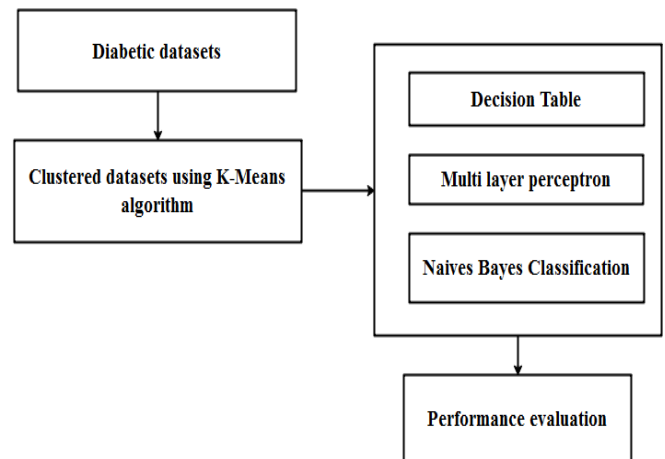 Diabetic datasets
Clustered datasets using K-Means
algorithm
Decision Table
Multi layer perceptron
Naives Bayes Classification
Performance evaluation